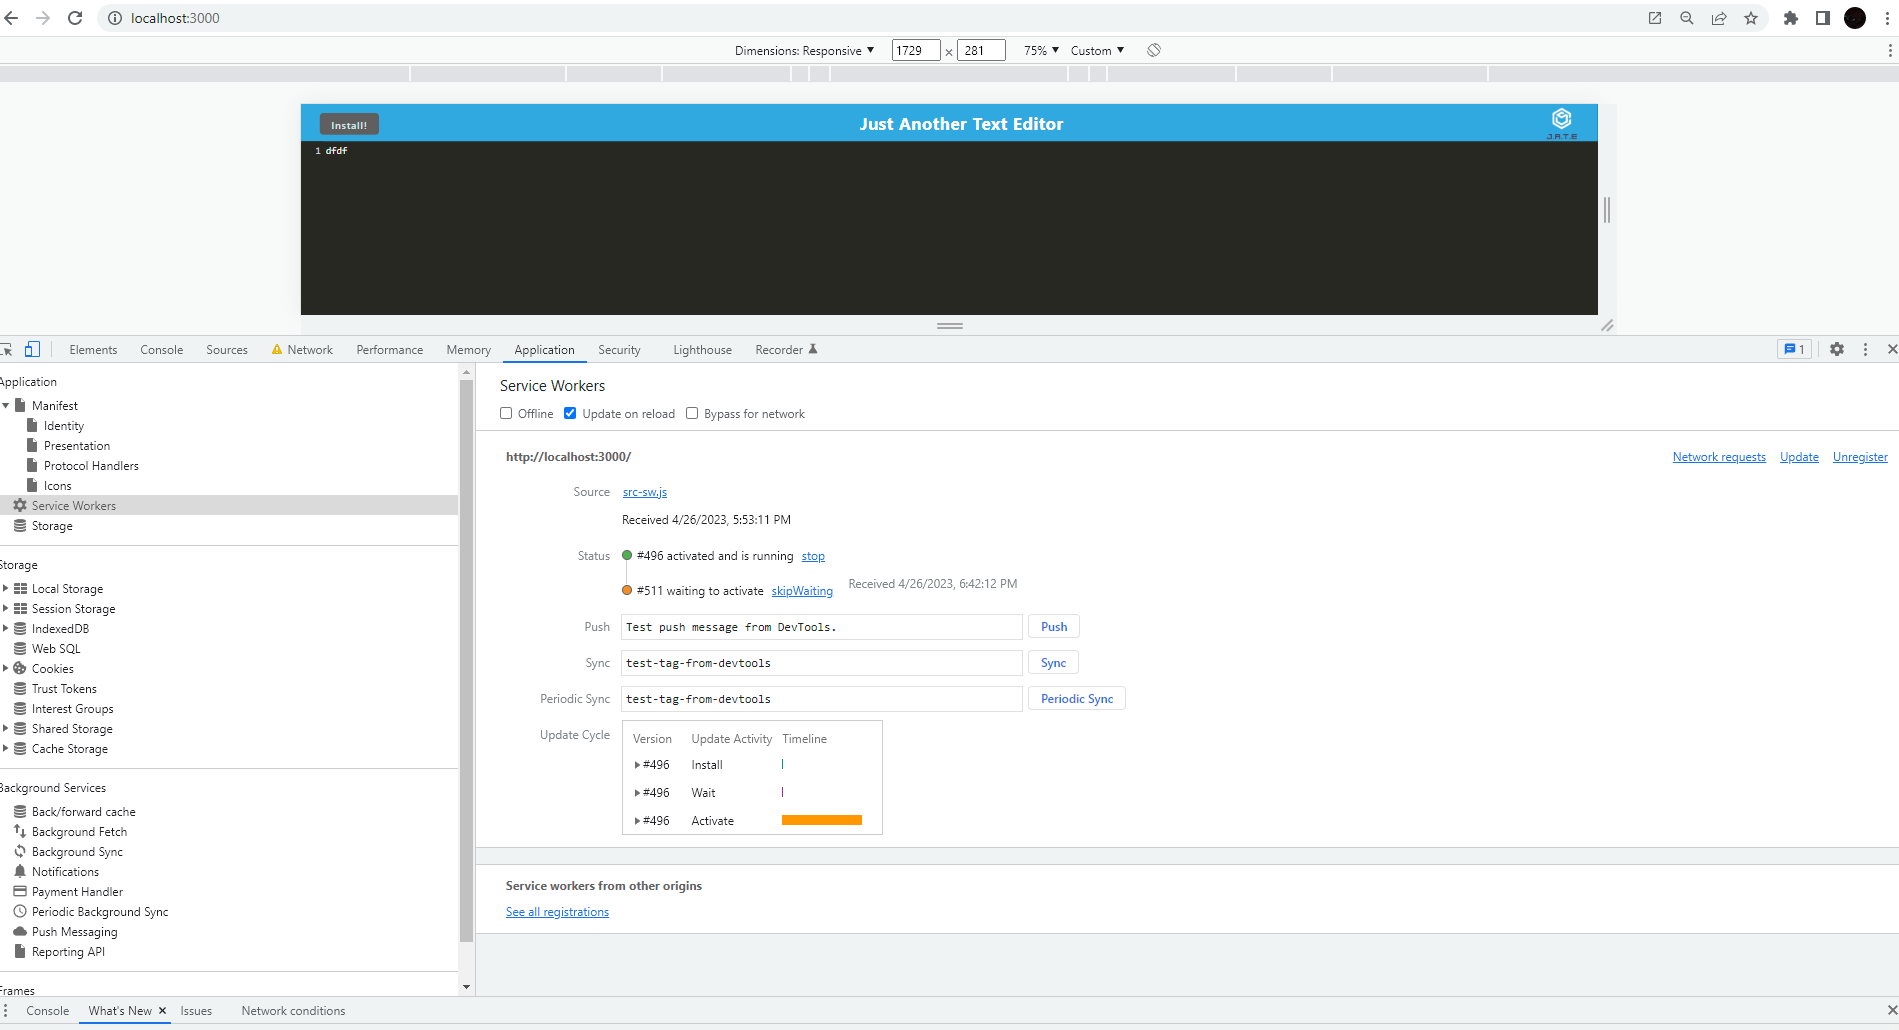 localhost:3000
Dimensions: Responsive 1729 × 281 75% Custom
Install! Just Another Text Editor J.A.T.E
1 dfdf
Elements Console Sources Network Performance Memory Application Security Lighthouse Recorder 1
Application
Manifest
Identity
Presentation
Protocol Handlers
Icons
Service Workers
Storage
Storage
Local Storage
Session Storage
IndexedDB
Web SQL
Cookies
Trust Tokens
Interest Groups
Shared Storage
Cache Storage
Background Services
Back/forward cache
Background Fetch
Background Sync
Notifications
Payment Handler
Periodic Background Sync
Push Messaging
Reporting API
Frames
Service Workers
Offline Update on reload Bypass for network
http://localhost:3000/ Network requests Update Unregister
Source src-sw.js
Received 4/26/2023, 5:53:11 PM
Status #496 activated and is running stop
#511 waiting to activate skipWaiting Received 4/26/2023, 6:42:12 PM
Push Test push message from DevTools. Push
Sync test-tag-from-devtools Sync
Periodic Sync test-tag-from-devtools Periodic Sync
Update Cycle Version Update Activity Timeline
#496 Install
#496 Wait
#496 Activate
Service workers from other origins
See all registrations
Console What's New Issues Network conditions